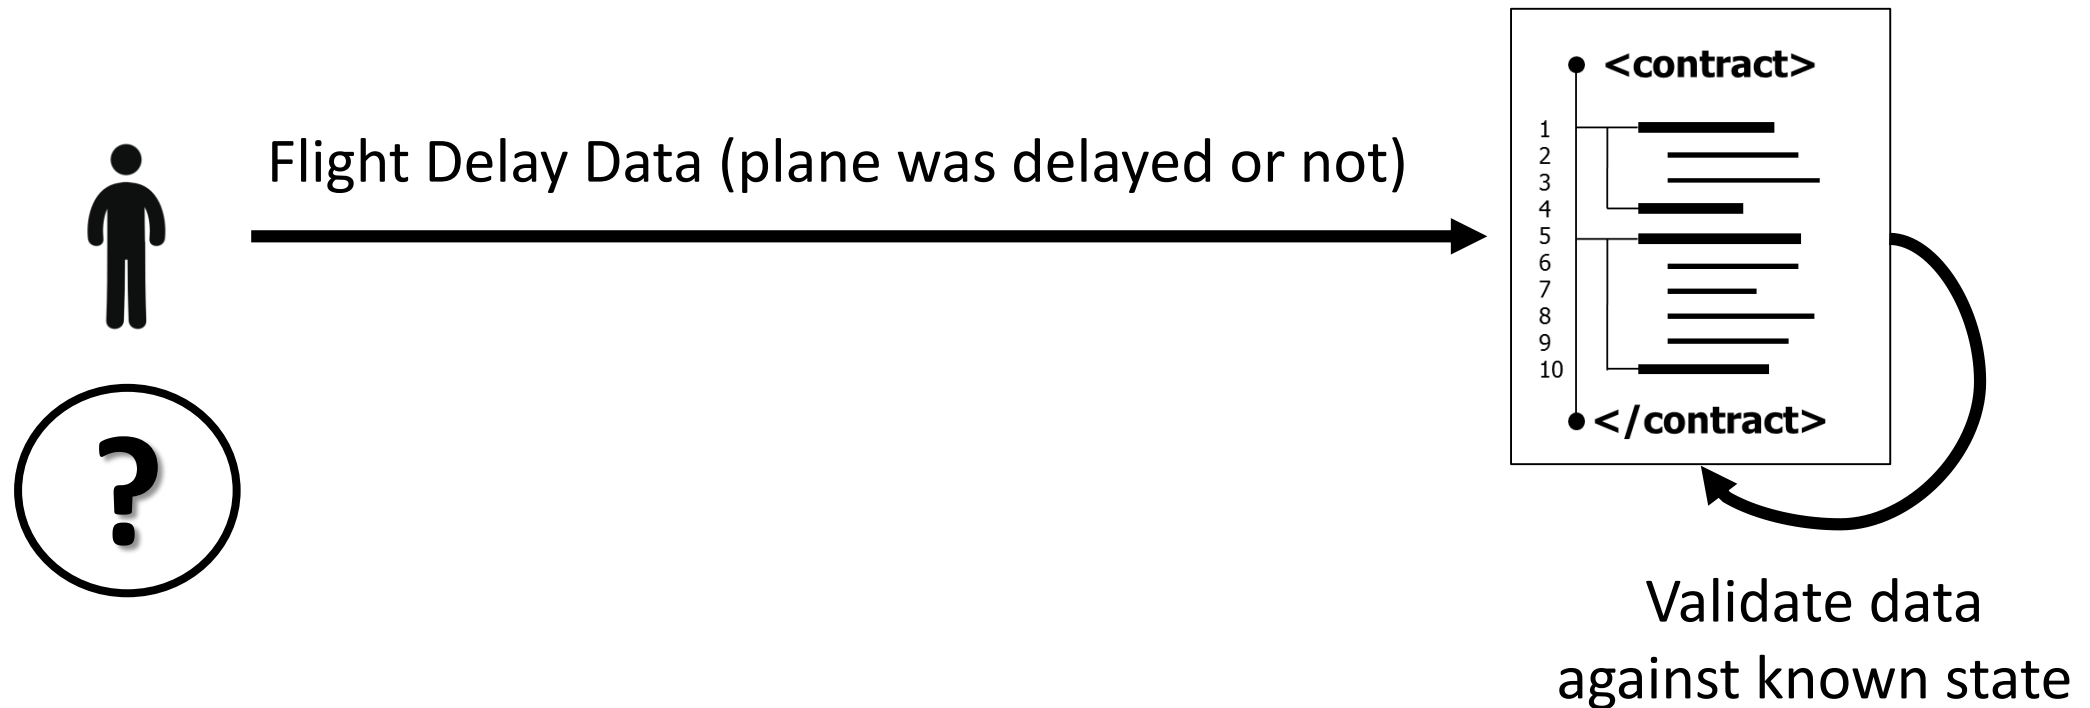 Flight Delay Data (plane was delayed or not)
?
<contract>
1
2
3
4
5
6
7
8
9
10
</contract>
Validate data
against known state